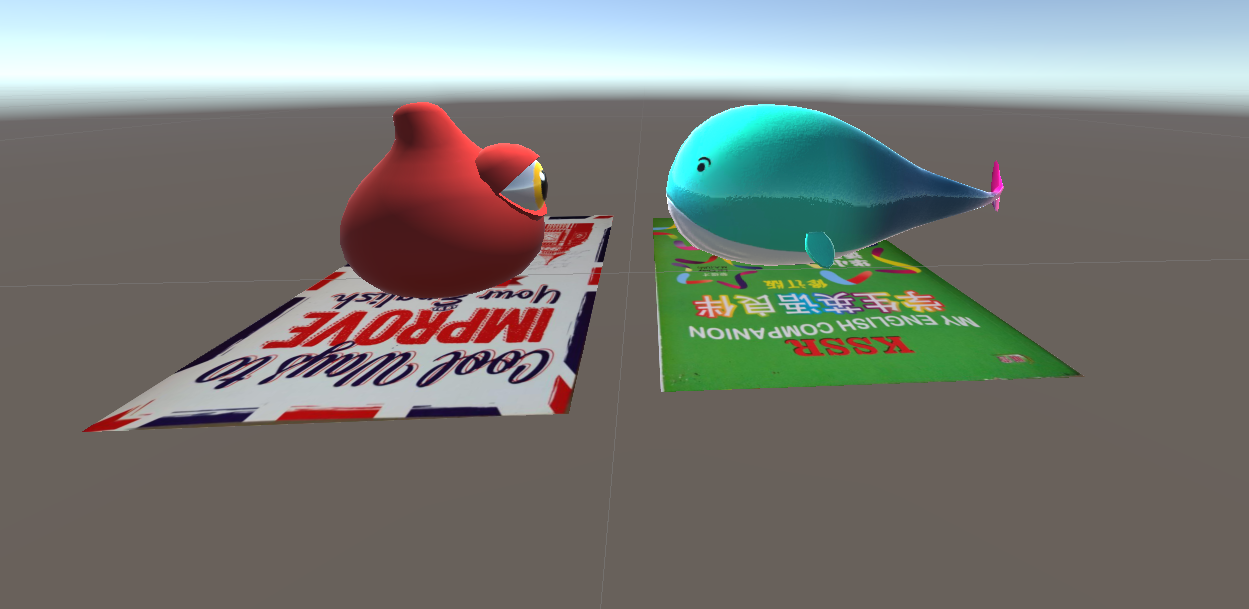 Cool Ways to
IMPROVE
Your English
KSSR
MY ENGLISH COMPANION
学生英语良伴
修订版